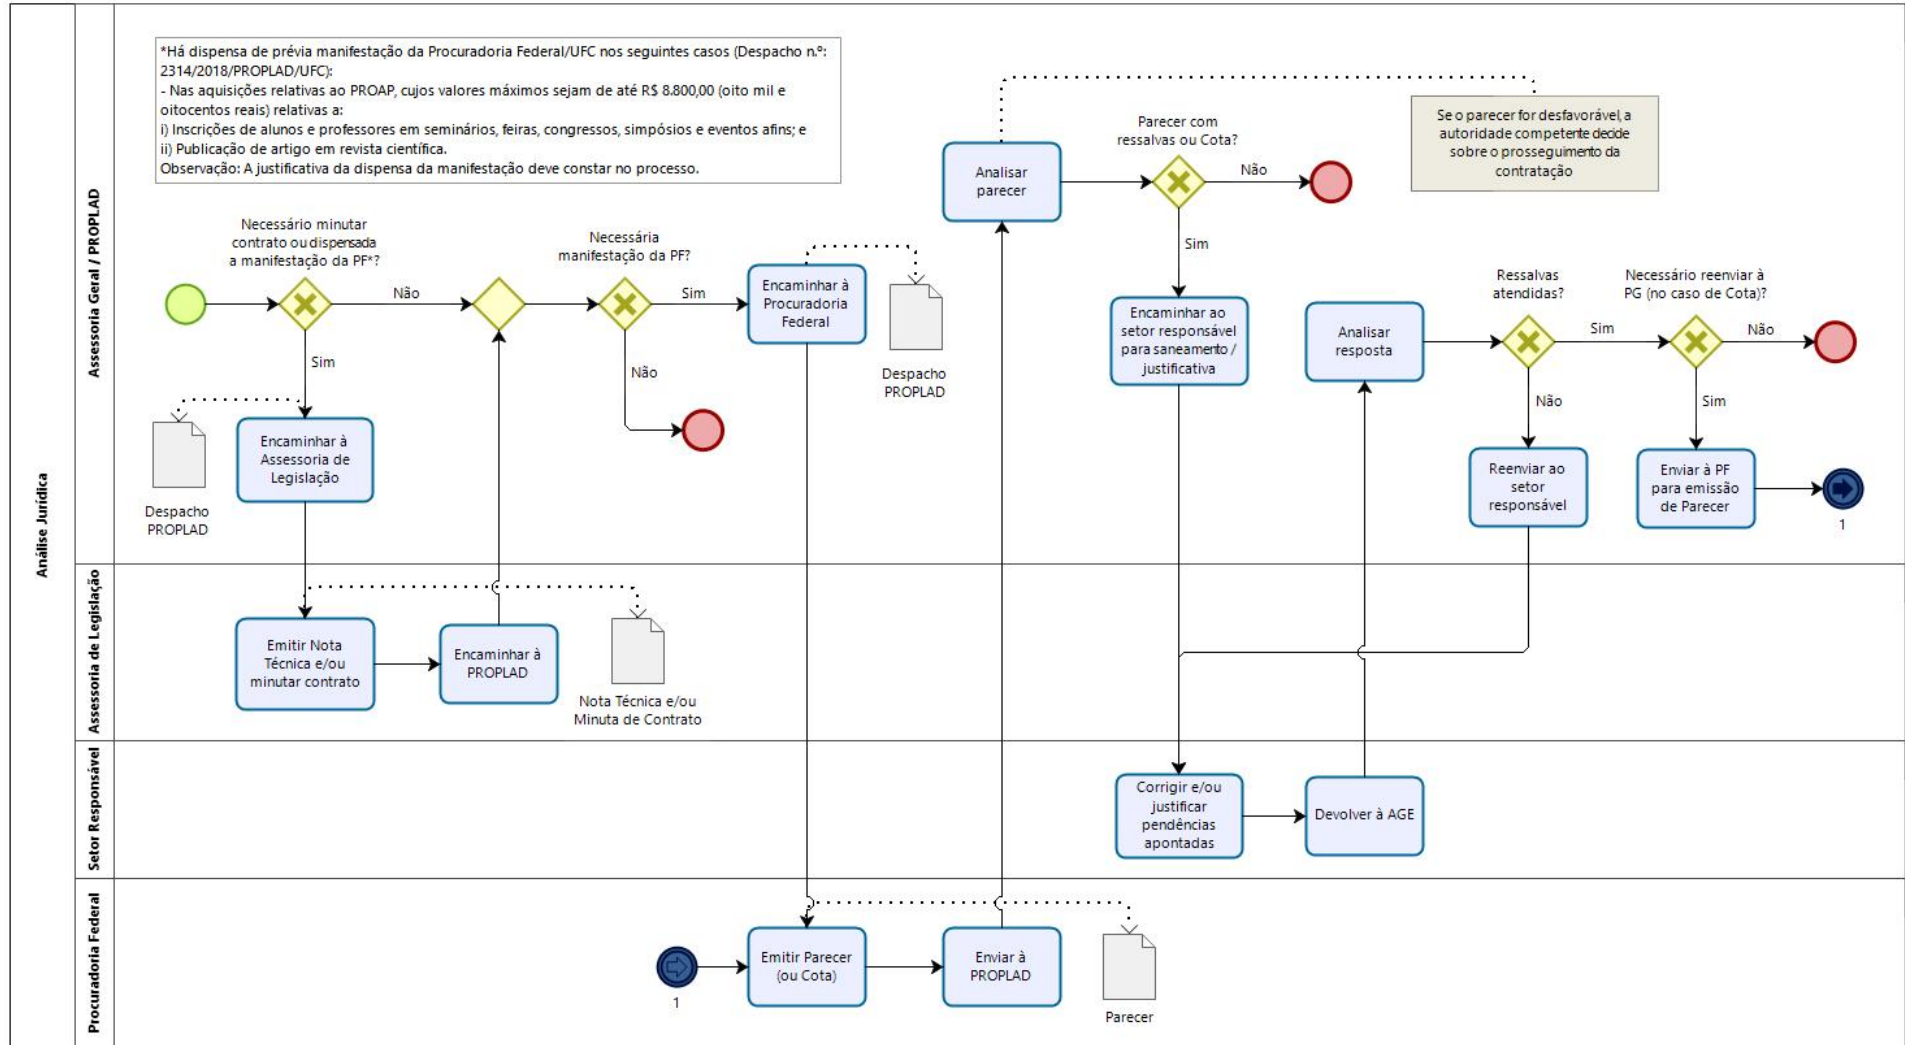 Análise Jurídica
Assessoria Geral / PROPLAD
*Há dispensa de prévia manifestação da Procuradoria Federal/UFC nos seguintes casos (Despacho n.º:
2314/2018/PROPLAD/UFC):
- Nas aquisições relativas ao PROAP, cujos valores máximos sejam de até R$ 8.800,00 (oito mil e
oitocentos reais) relativas a:
i) Inscrições de alunos e professores em seminários, feiras, congressos, simpósios e eventos afins; e
ii) Publicação de artigo em revista científica.
Observação: A justificativa da dispensa da manifestação deve constar no processo.
Necessário minutar
contrato ou dispensada
a manifestação da PF*?
Não
Sim
Encaminhar à
Assessoria de
Legislação
Despacho
PROPLAD
Necessária
manifestação da PF?
Sim
Não
Encaminhar à
Procuradoria
Federal
Despacho
PROPLAD
Analisar
parecer
Parecer com
ressalvas ou Cota?
Não
Sim
Se o parecer for desfavorável, a
autoridade competente decide
sobre o prosseguimento da
contratação
Encaminhar ao
setor responsável
para saneamento /
justificativa
Analisar
resposta
Ressalvas
atendidas?
Sim
Não
Necessário reenviar à
PG (no caso de Cota)?
Não
Sim
Reenviar ao
setor
responsável
Enviar à PF
para emissão
de Parecer
1
Assessoria de Legislação
Emitir Nota
Técnica e/ou
minutar contrato
Encaminhar à
PROPLAD
Nota Técnica e/ou
Minuta de Contrato
Setor Responsável
Corrigir e/ou
justificar
pendências
apontadas
Devolver à AGE
Procuradoria Federal
1
Emitir Parecer
(ou Cota)
Enviar à
PROPLAD
Parecer